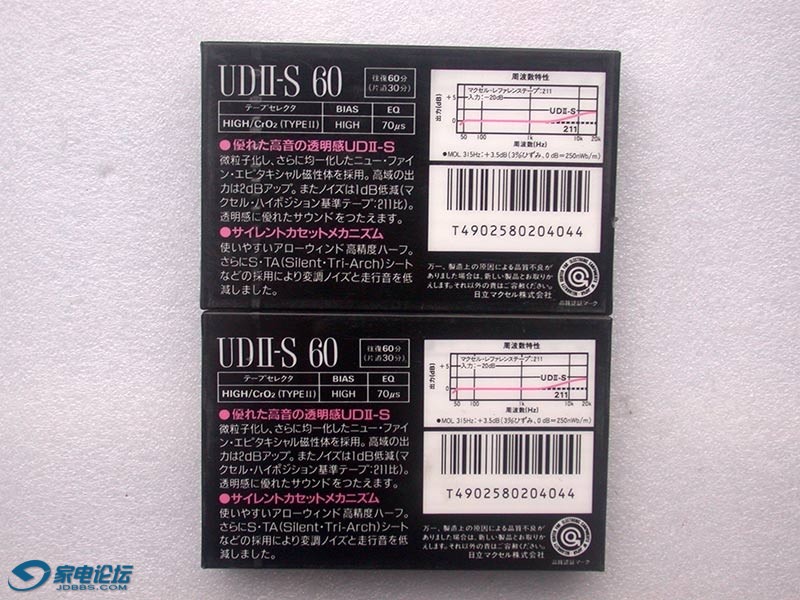 UDII-S 60
往復60分
(片道30分)
テープセレクタ BIAS EQ
HIGH/CrO2 (TYPE II) HIGH 70µs
●優れた高音の透明感UDII-S
微粒子化し、さらに均一化したニュー・ファイ
ン・エピタキシャル磁性体を採用。高域の出
力は2dBアップ。またノイズは1dB低減(マ
クセル・ハイポジション基準テープ:211比)。
透明感に優れたサウンドをつたえます。
●サイレントカセットメカニズム
使いやすいアローウィンド高精度ハーフ。
さらにS・TA(Silent・Tri-Arch)シート
などの採用により変調ノイズと走行音を低
減しました。
周波数特性
マクセル・レファレンステープ:211
入力:-20dB
+5
0
出力(dB)
UDII-S
211
50 100 1k 10k 20k
周波数(Hz)
●MOL 315Hz:+3.5dB(3%ひずみ、0dB=250nWb/m)
T4902580204044
万一、製造上の原因による品質不良が
ありました場合は、新しい製品とお取りか
えします。それ以外の責はご容赦ください。
日立マクセル株式会社
品質認証マーク
UDII-S 60
往復60分
(片道30分)
テープセレクタ BIAS EQ
HIGH/CrO2 (TYPE II) HIGH 70µs
●優れた高音の透明感UDII-S
微粒子化し、さらに均一化したニュー・ファイ
ン・エピタキシャル磁性体を採用。高域の出
力は2dBアップ。またノイズは1dB低減(マ
クセル・ハイポジション基準テープ:211比)。
透明感に優れたサウンドをつたえます。
●サイレントカセットメカニズム
使いやすいアローウィンド高精度ハーフ。
さらにS・TA(Silent・Tri-Arch)シート
などの採用により変調ノイズと走行音を低
減しました。
周波数特性
マクセル・レファレンステープ:211
入力:-20dB
+5
0
出力(dB)
UDII-S
211
50 100 1k 10k 20k
周波数(Hz)
●MOL 315Hz:+3.5dB(3%ひずみ、0dB=250nWb/m)
T4902580204044
万一、製造上の原因による品質不良が
ありました場合は、新しい製品とお取りか
えします。それ以外の責はご容赦ください。
日立マクセル株式会社
品質認証マーク
家电论坛
JDBBS.COM